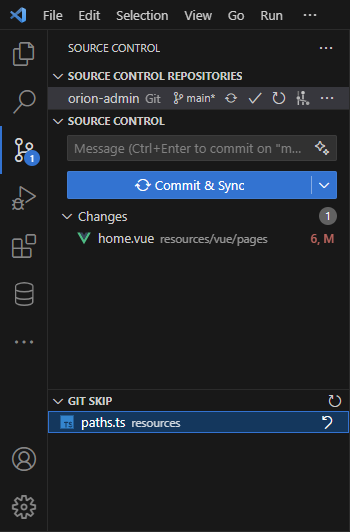 File Edit Selection View Go Run ...
SOURCE CONTROL ...
SOURCE CONTROL REPOSITORIES
orion-admin Git main* ...
SOURCE CONTROL
Message (Ctrl+Enter to commit on "m...
Commit & Sync
Changes 1
home.vue resources/vue/pages 6, M
1
GIT SKIP
TS paths.ts resources